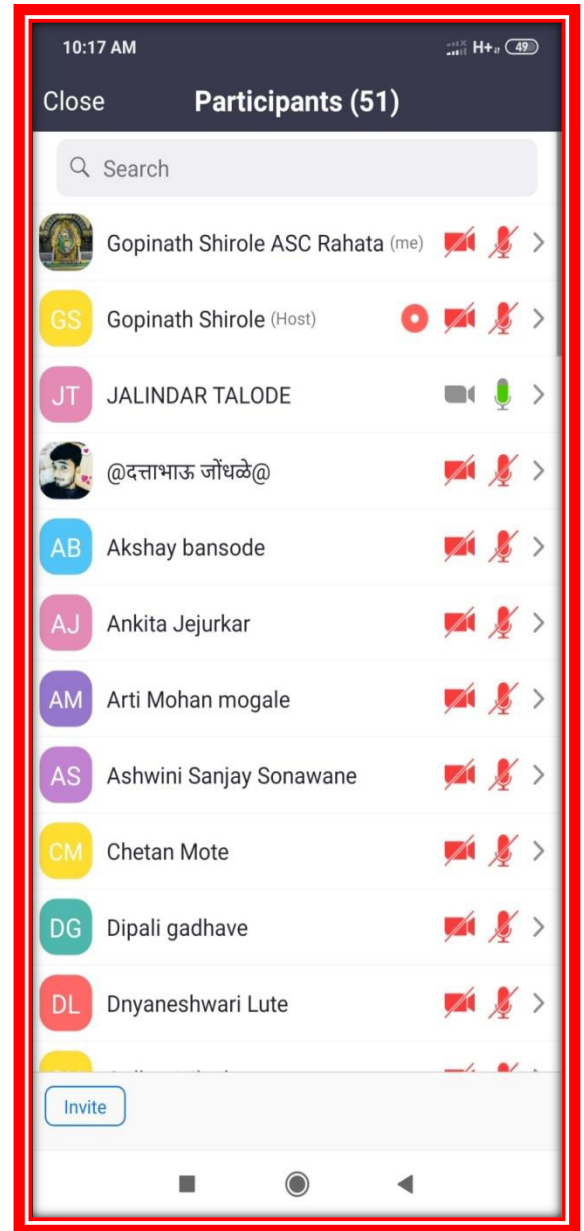 10:17 AM H+ 49
Close Participants (51)
Search
Gopinath Shirole ASC Rahata (me)
GS Gopinath Shirole (Host)
JT JALINDAR TALODE
@दत्ताभाऊ जोंधळे@
AB Akshay bansode
AJ Ankita Jejurkar
AM Arti Mohan mogale
AS Ashwini Sanjay Sonawane
CM Chetan Mote
DG Dipali gadhave
DL Dnyaneshwari Lute
Invite